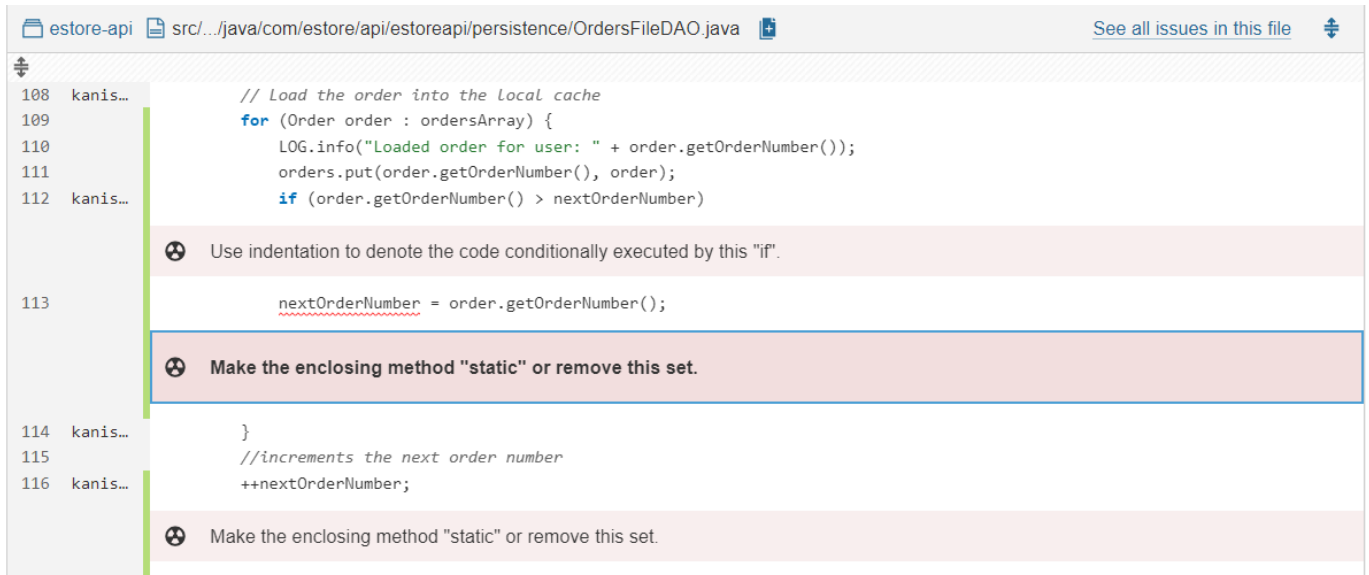 estore-api src/.../java/com/estore/api/estoreapi/persistence/OrdersFileDAO.java See all issues in this file
108 kanis… // Load the order into the local cache
109 for (Order order : ordersArray) {
110 LOG.info("Loaded order for user: " + order.getOrderNumber());
111 orders.put(order.getOrderNumber(), order);
112 kanis… if (order.getOrderNumber() > nextOrderNumber)
Use indentation to denote the code conditionally executed by this "if".
113 nextOrderNumber = order.getOrderNumber();
Make the enclosing method "static" or remove this set.
114 kanis… }
115 //increments the next order number
116 kanis… ++nextOrderNumber;
Make the enclosing method "static" or remove this set.